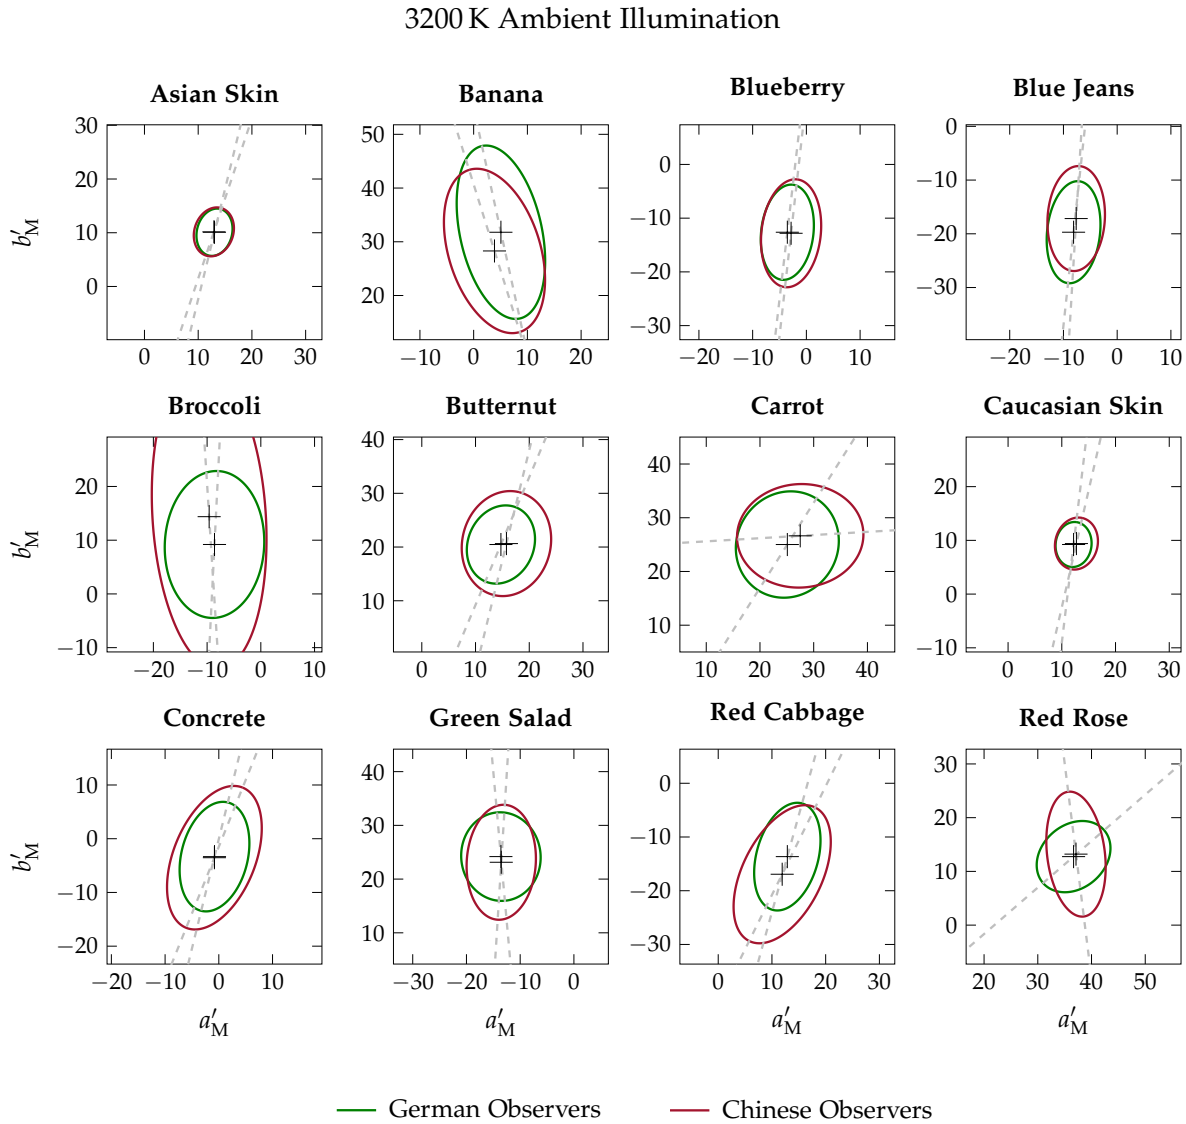 3200 K Ambient Illumination
Asian Skin
Banana
Blueberry
Blue Jeans
30
20
10
0
b′M
0 10 20 30
50
40
30
20
−10 0 10 20
0
−10
−20
−30
−20 −10 0 10
0
−10
−20
−30
−20 −10 0 10
Broccoli
Butternut
Carrot
Caucasian Skin
20
10
0
−10
b′M
−20 −10 0 10
40
30
20
10
0 10 20 30
40
30
20
10
10 20 30 40
20
10
0
−10
0 10 20 30
Concrete
Green Salad
Red Cabbage
Red Rose
10
0
−10
−20
b′M
−20 −10 0 10
a′M
40
30
20
10
−30 −20 −10 0
a′M
0
−10
−20
−30
0 10 20 30
a′M
30
20
10
0
20 30 40 50
a′M
German Observers
Chinese Observers